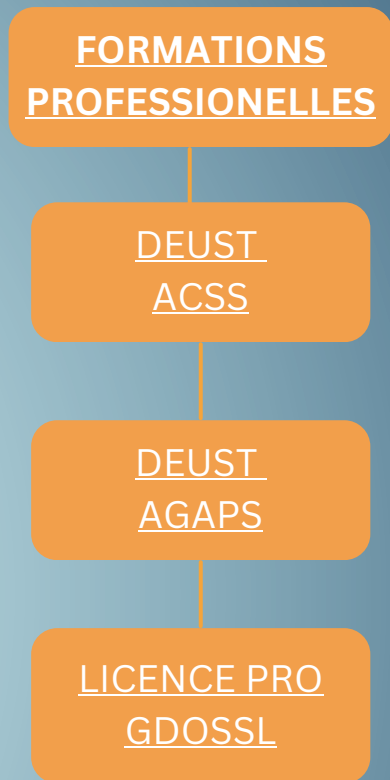 FORMATIONS
PROFESSIONELLES
DEUST
ACSS
DEUST
AGAPS
LICENCE PRO
GDOSSL